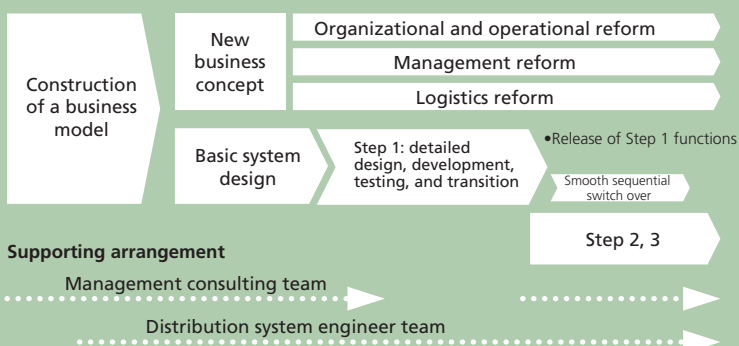 Construction
of a business
model
New
business
concept
Organizational and operational reform
Management reform
Logistics reform
Basic system
design
Step 1: detailed
design, development,
testing, and transition
•Release of Step 1 functions
Smooth sequential
switch over
Step 2, 3
Supporting arrangement
Management consulting team
Distribution system engineer team